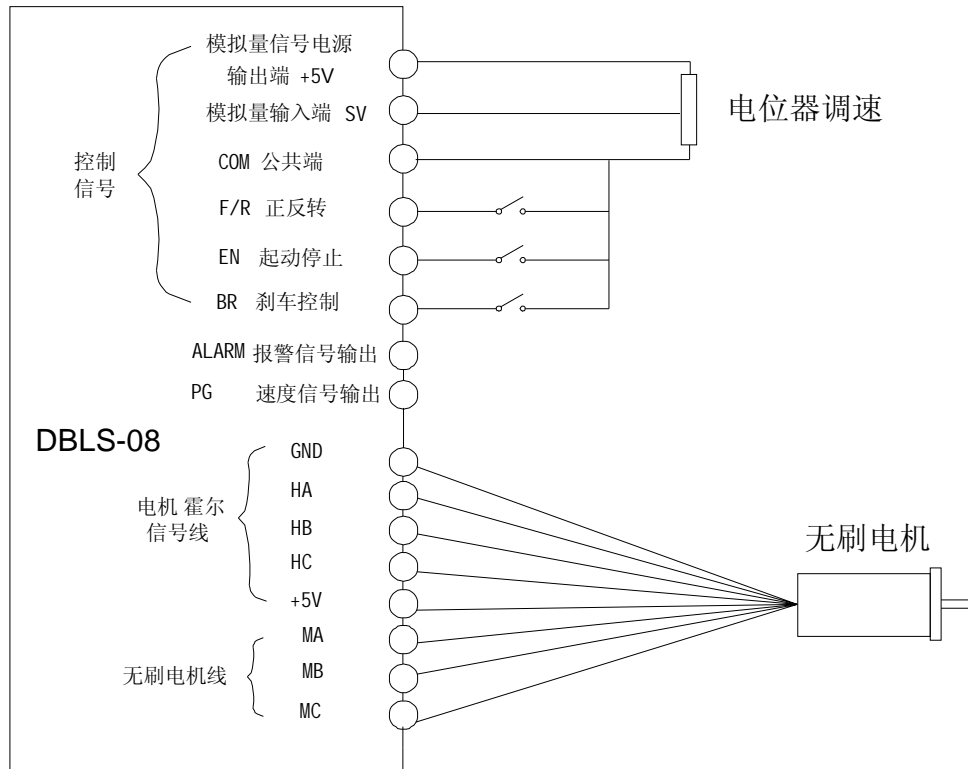 模拟量信号电源
输出端 +5V
模拟量输入端 SV
电位器调速
COM 公共端
控制
信号
F/R 正反转
EN 起动停止
BR 刹车控制
ALARM 报警信号输出
PG 速度信号输出
DBLS-08
GND
HA
电机 霍尔
信号线
HB
HC
+5V
无刷电机
MA
无刷电机线
MB
MC